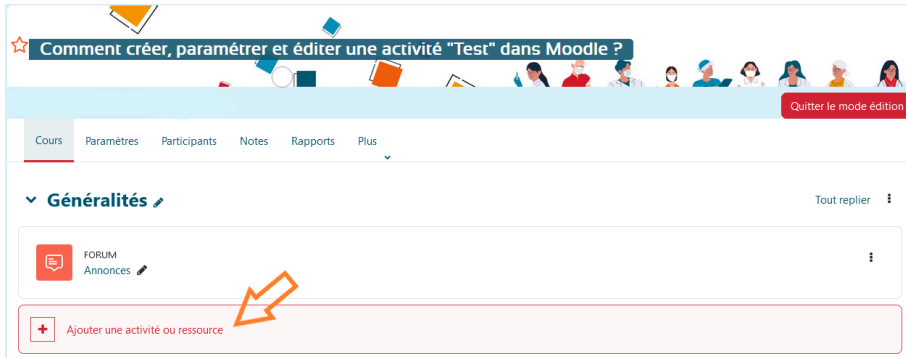 Comment créer, paramétrer et éditer une activité "Test" dans Moodle ?
Quitter le mode édition
Cours Paramètres Participants Notes Rapports Plus
Généralités
Tout replier
FORUM
Annonces
Ajouter une activité ou ressource